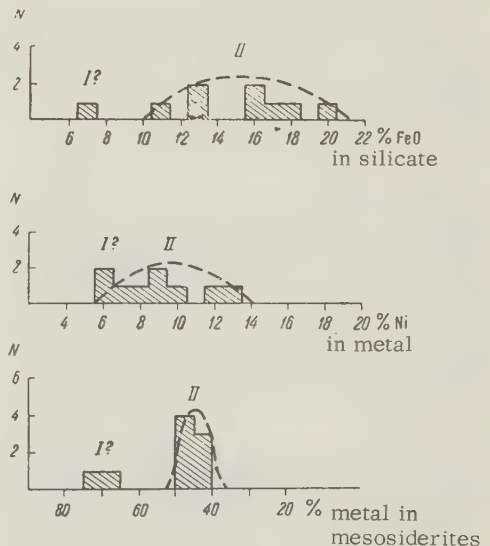 N
4
2
I?
II
6 8 10 12 14 16 18 20 22 % FeO
in silicate
N
4
2
I?
II
4 6 8 10 12 14 16 18 20 % Ni
in metal
N
6
4
2
I?
II
80 60 40 20 % metal in
mesosiderites